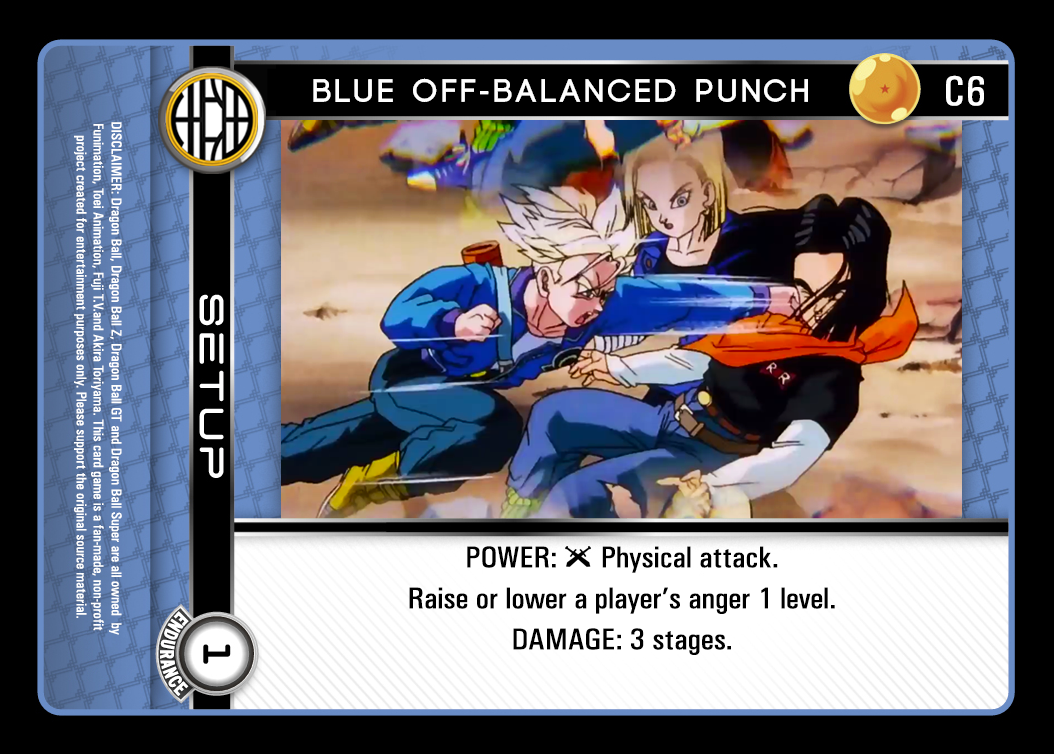 BLUE OFF-BALANCED PUNCH
C6
DISCLAIMER: Dragon Ball, Dragon Ball Z, Dragon Ball GT and Dragon Ball Super are all owned by
Funimation, Toei Animation, Fuji T.V.and Akira Toriyama. This card game is a fan-made, non-profit
project created for entertainment purposes only. Please support the original source material.
SETUP
RR
POWER: Physical attack.
Raise or lower a player's anger 1 level.
DAMAGE: 3 stages.
1
ENDURANCE